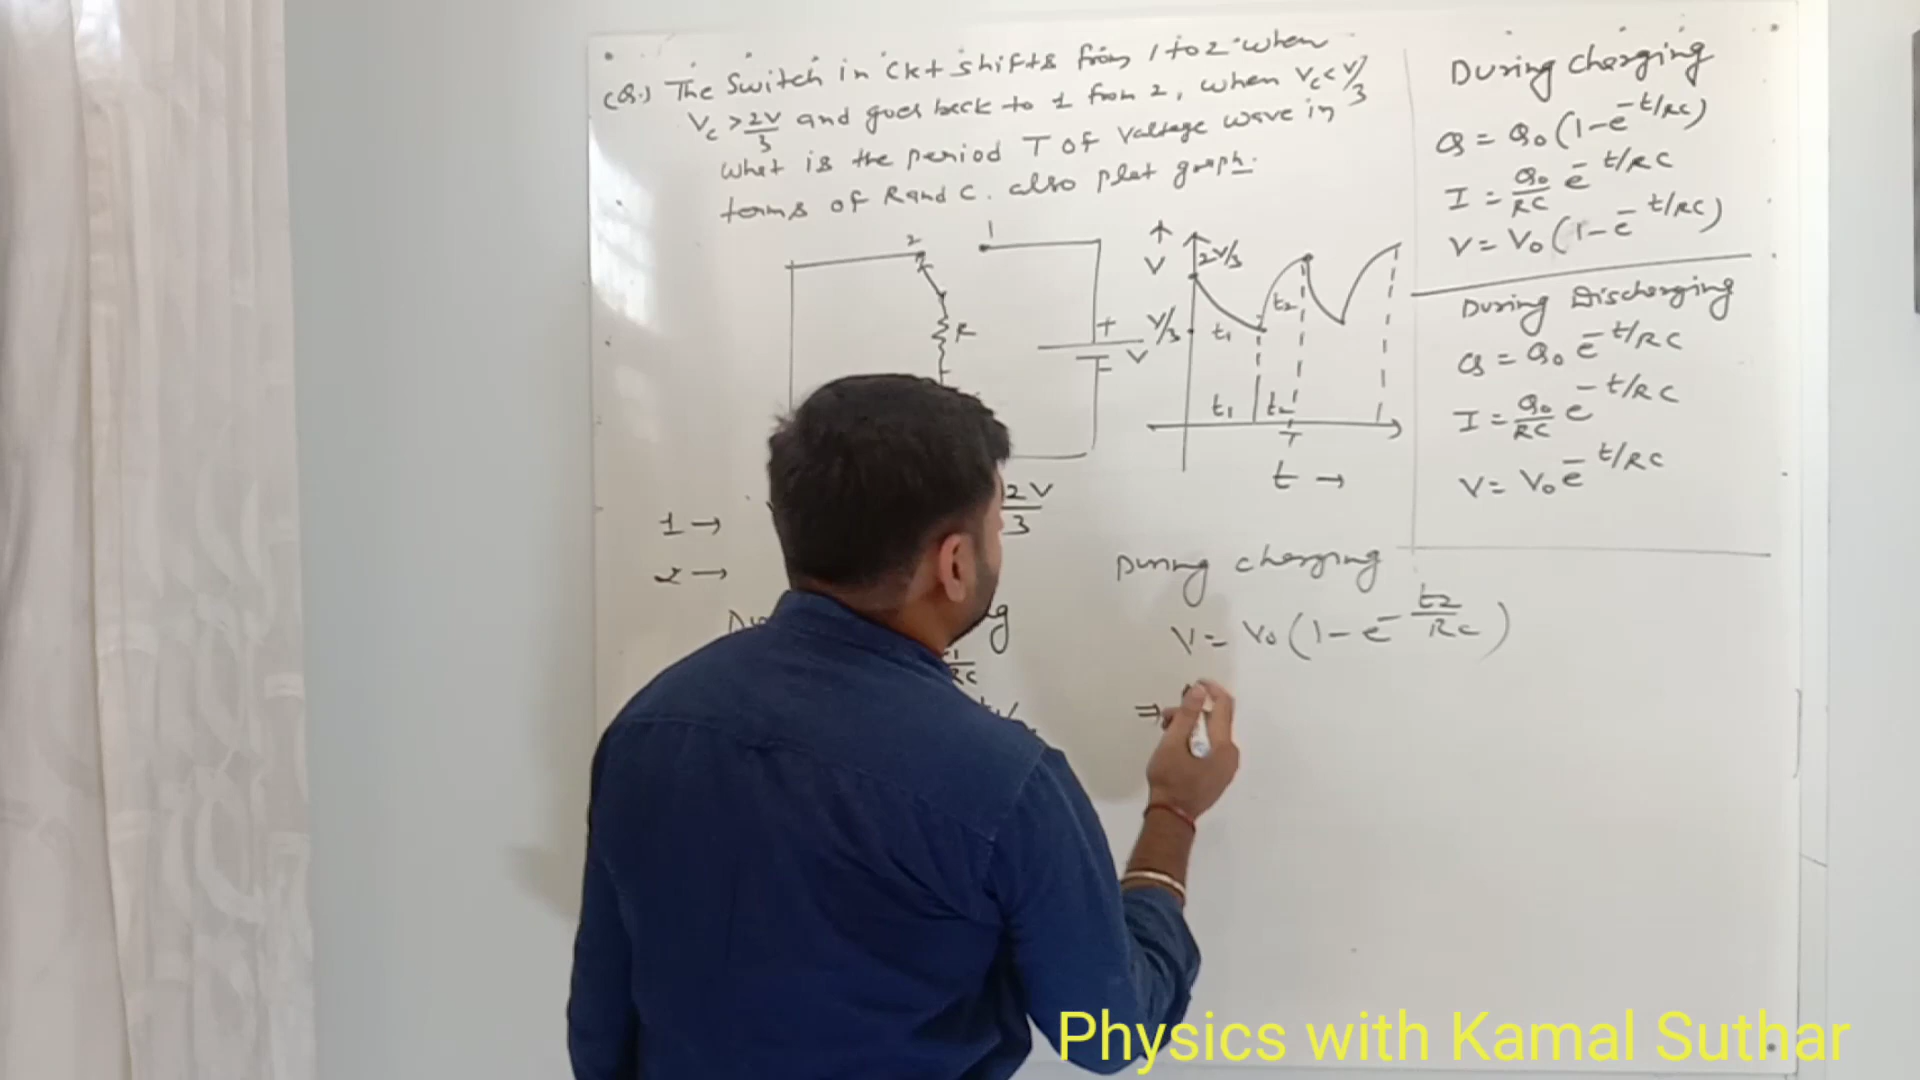 (Q.) The Switch in Ckt shifts from 1 to 2 when
Vc > 2V/3 and goes back to 1 from 2, when Vc < V/3
what is the period T of Voltage wave in
terms of R and C. also plot graph.
2
1
R
+
-
V
V
2V/3
V/3
t₁
t₂
t₁
t₂
T
t →
1 →
2V/3
2 →
During charging
Q = Q₀(1-e^-t/RC)
I = Q₀/RC e^-t/RC
V = V₀(1-e^-t/RC)
During Discharging
Q = Q₀ e^-t/RC
I = Q₀/RC e^-t/RC
V = V₀ e^-t/RC
During charging
V = V₀(1-e^-t₂/RC)
⇒
Physics with Kamal Suthar